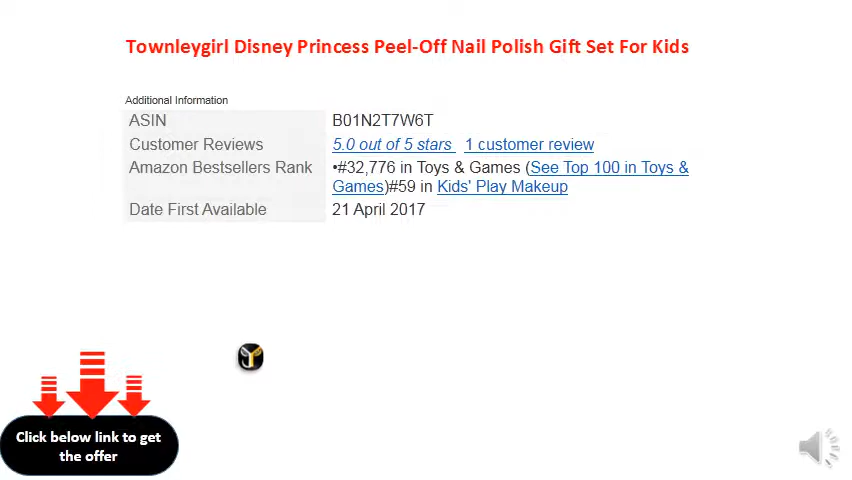 Townleygirl Disney Princess Peel-Off Nail Polish Gift Set For Kids
Additional Information
ASIN B01N2T7W6T
Customer Reviews 5.0 out of 5 stars 1 customer review
Amazon Bestsellers Rank •#32,776 in Toys & Games (See Top 100 in Toys &
Games)#59 in Kids' Play Makeup
Date First Available 21 April 2017
Click below link to get
the offer